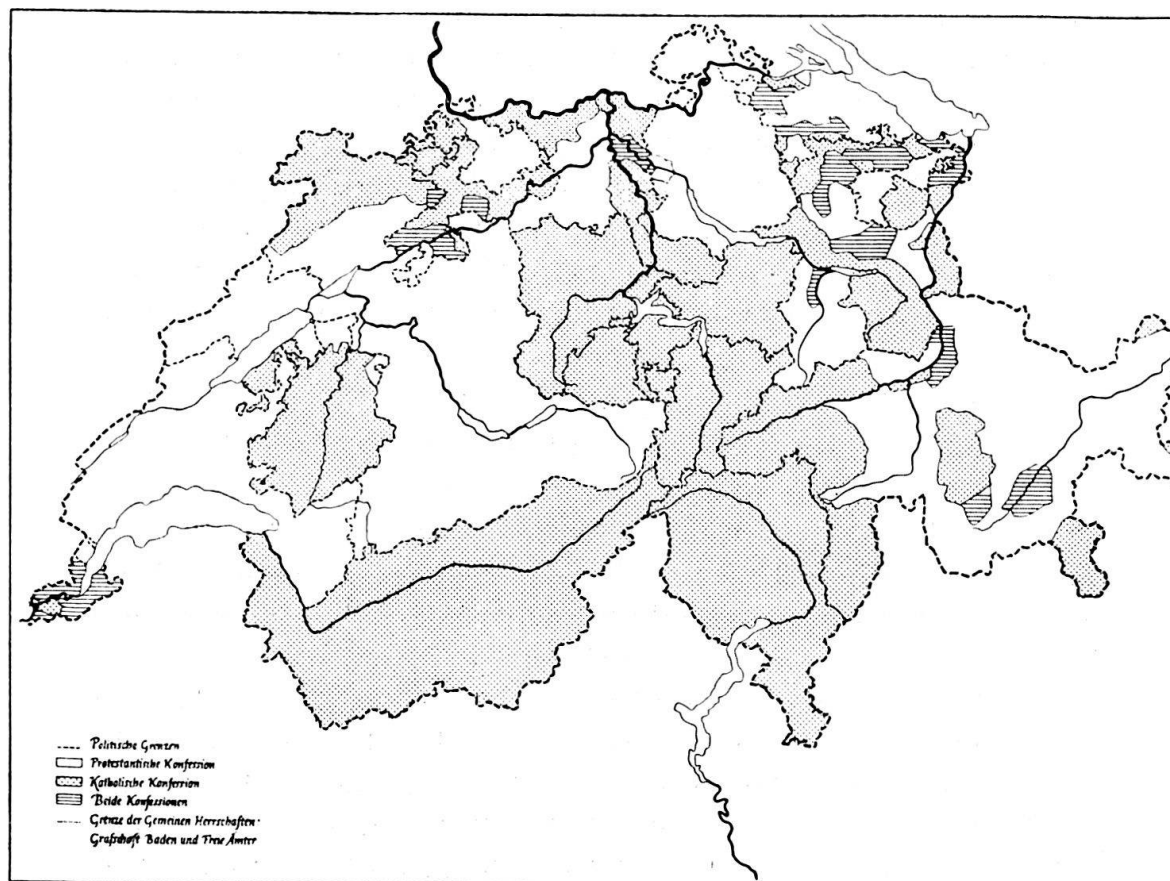 Politische Grenzen
Protestantische Konfession
Katholische Konfession
Beide Konfessionen
Grenze der Gemeinen Herrschaften·
Grafschaft Baden und Freie Ämter